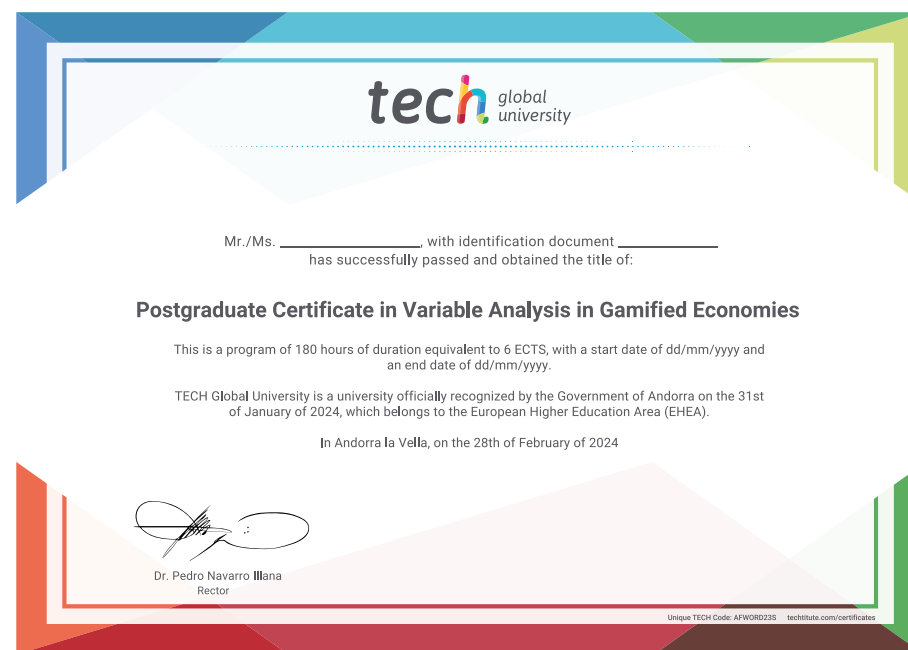 tech global
university
Mr./Ms. ____________, with identification document ____________
has successfully passed and obtained the title of:
Postgraduate Certificate in Variable Analysis in Gamified Economies
This is a program of 180 hours of duration equivalent to 6 ECTS, with a start date of dd/mm/yyyy and
an end date of dd/mm/yyyy.
TECH Global University is a university officially recognized by the Government of Andorra on the 31st
of January of 2024, which belongs to the European Higher Education Area (EHEA).
In Andorra la Vella, on the 28th of February of 2024
Dr. Pedro Navarro Illana
Rector
Unique TECH Code: AFWORD23S techtitute.com/certificates